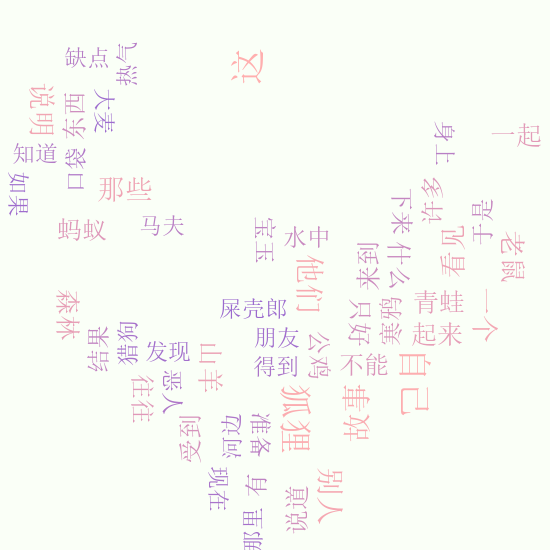 缺点
热气
这
说明
东西
大麦
知道
口袋
如果
那些
身上
一起
许多
下来
于是
蚂蚁
马夫
宝玉
水中
看见
老鼠
来到
什么
他们
森林
屎壳郎
只好
寒鸦
青蛙
一个
结果
猎狗
发现
山羊
朋友
公鸡
起来
得到
不能
自己
往往
恶人
狐狸
故事
受到
河边
准备
现在
有
别人
说道
那里